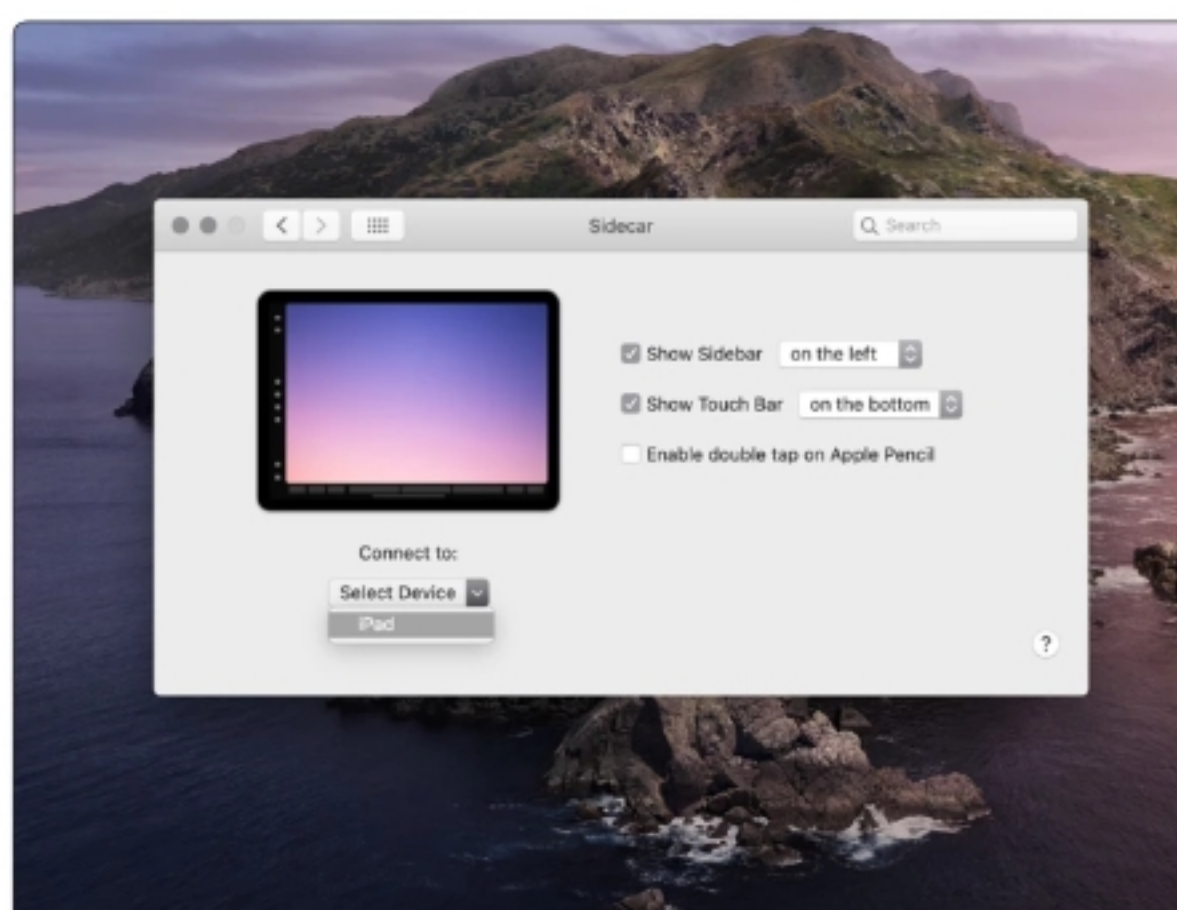 Sidecar
Search
Show Sidebar on the left
Show Touch Bar on the bottom
Enable double tap on Apple Pencil
Connect to:
Select Device
iPad
?